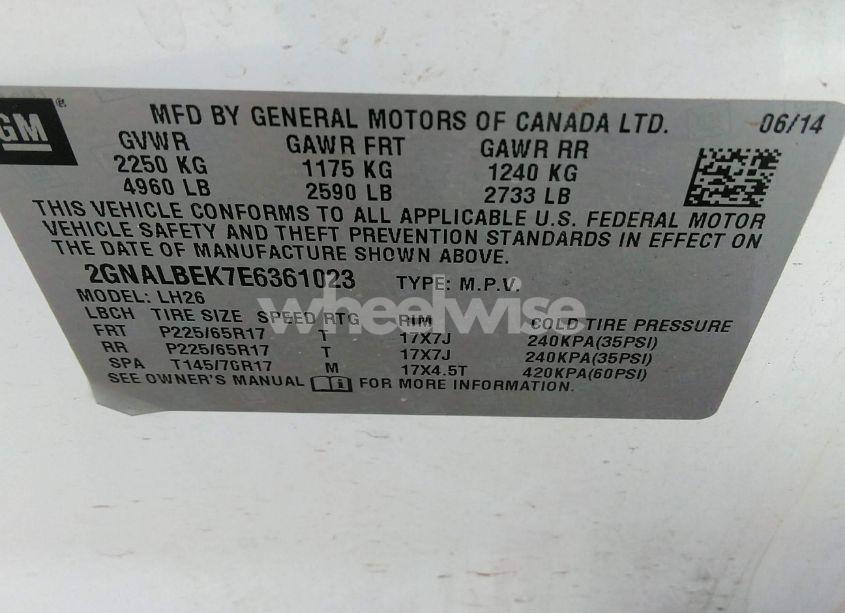 GM®
MFD BY GENERAL MOTORS OF CANADA LTD. 06/14
GVWR GAWR FRT GAWR RR
2250 KG 1175 KG 1240 KG
4960 LB 2590 LB 2733 LB
THIS VEHICLE CONFORMS TO ALL APPLICABLE U.S. FEDERAL MOTOR
VEHICLE SAFETY AND THEFT PREVENTION STANDARDS IN EFFECT ON
THE DATE OF MANUFACTURE SHOWN ABOVE.
2GNALBEK7E6361023 TYPE: M.P.V.
MODEL: LH26
wheelwise
LBCH TIRE SIZE SPEED RTG RIM COLD TIRE PRESSURE
FRT P225/65R17 T 17X7J 240KPA(35PSI)
RR P225/65R17 T 17X7J 240KPA(35PSI)
SPA T145/70R17 M 17X4.5T 420KPA(60PSI)
SEE OWNER'S MANUAL FOR MORE INFORMATION.